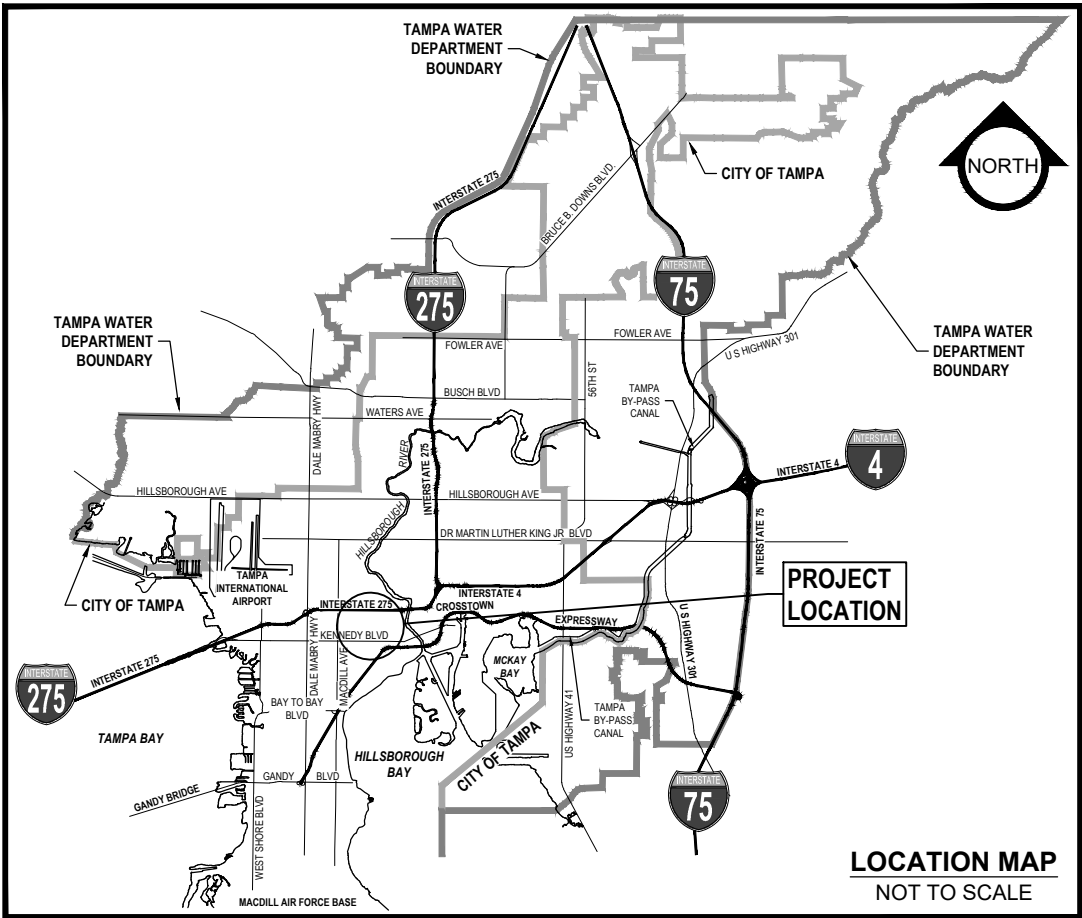 TAMPA WATER
DEPARTMENT
BOUNDARY
CITY OF TAMPA
NORTH
INTERSTATE 275
BRUCE B. DOWNS BLVD.
INTERSTATE
275
INTERSTATE
75
TAMPA WATER
DEPARTMENT
BOUNDARY
FOWLER AVE
FOWLER AVE
U S HIGHWAY 301
TAMPA WATER
DEPARTMENT
BOUNDARY
BUSCH BLVD
56TH ST
TAMPA
BY-PASS
CANAL
WATERS AVE
DALE MABRY HWY
RIVER
INTERSTATE 275
INTERSTATE
4
INTERSTATE 4
HILLSBOROUGH AVE
HILLSBOROUGH AVE
HILLSBOROUGH
DR MARTIN LUTHER KING JR BLVD
INTERSTATE 75
TAMPA
INTERNATIONAL
AIRPORT
CITY OF TAMPA
INTERSTATE 4
INTERSTATE 275
CROSSTOWN
EXPRESSWAY
PROJECT
LOCATION
KENNEDY BLVD
U S HIGHWAY 301
MCKAY
BAY
DALE MABRY HWY
MACDILL AVE
INTERSTATE 275
INTERSTATE
275
BAY TO BAY
BLVD
TAMPA
BY-PASS
CANAL
US HIGHWAY 41
TAMPA BAY
HILLSBOROUGH
BAY
CITY OF TAMPA
GANDY BLVD
GANDY BRIDGE
INTERSTATE
75
WEST SHORE BLVD
MACDILL AIR FORCE BASE
LOCATION MAP
NOT TO SCALE